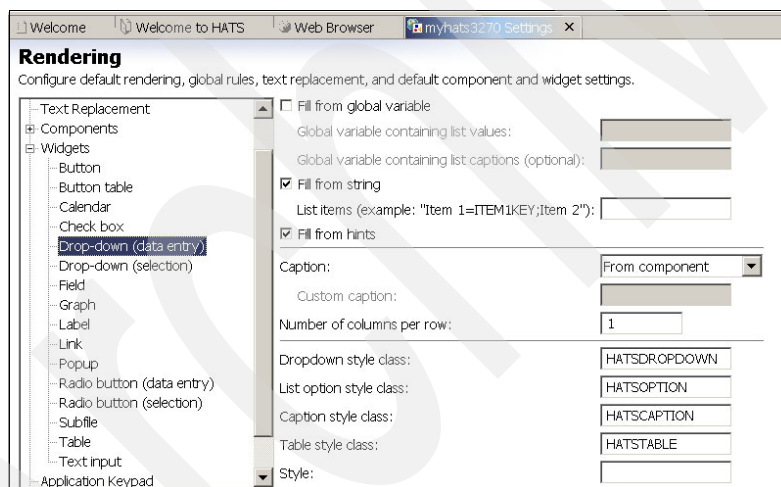 Welcome
Welcome to HATS
Web Browser
myhats3270 Settings
Rendering
Configure default rendering, global rules, text replacement, and default component and widget settings.
Text Replacement
Components
Widgets
Button
Button table
Calendar
Check box
Drop-down (data entry)
Drop-down (selection)
Field
Graph
Label
Link
Popup
Radio button (data entry)
Radio button (selection)
Subfile
Table
Text input
Application Keypad
Fill from global variable
Global variable containing list values:
Global variable containing list captions (optional):
Fill from string
List items (example: "Item 1=ITEM1KEY;Item 2"):
Fill from hints
Caption: From component
Custom caption:
Number of columns per row: 1
Dropdown style class: HATSDROPDOWN
List option style class: HATSOPTION
Caption style class: HATSCAPTION
Table style class: HATSTABLE
Style: